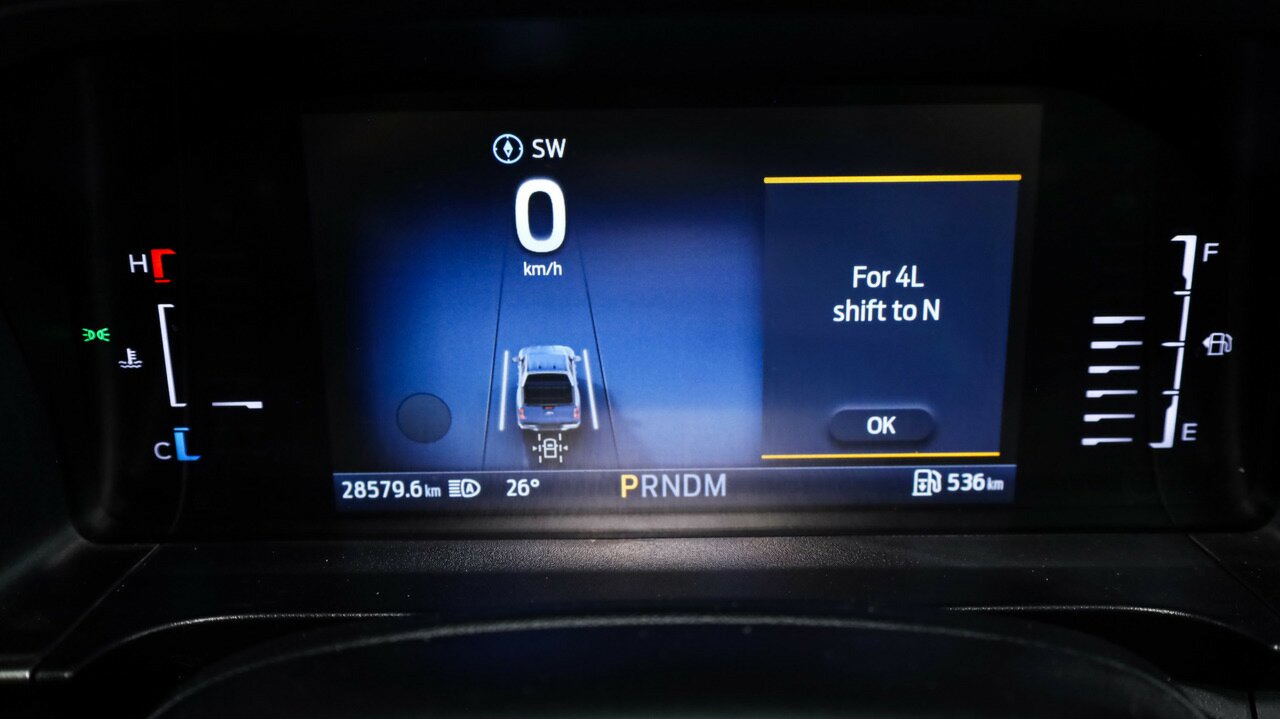 SW
0
km/h
H
C
For 4L
shift to N
OK
F
E
28579.6 km A 26° PRNDM 536 km